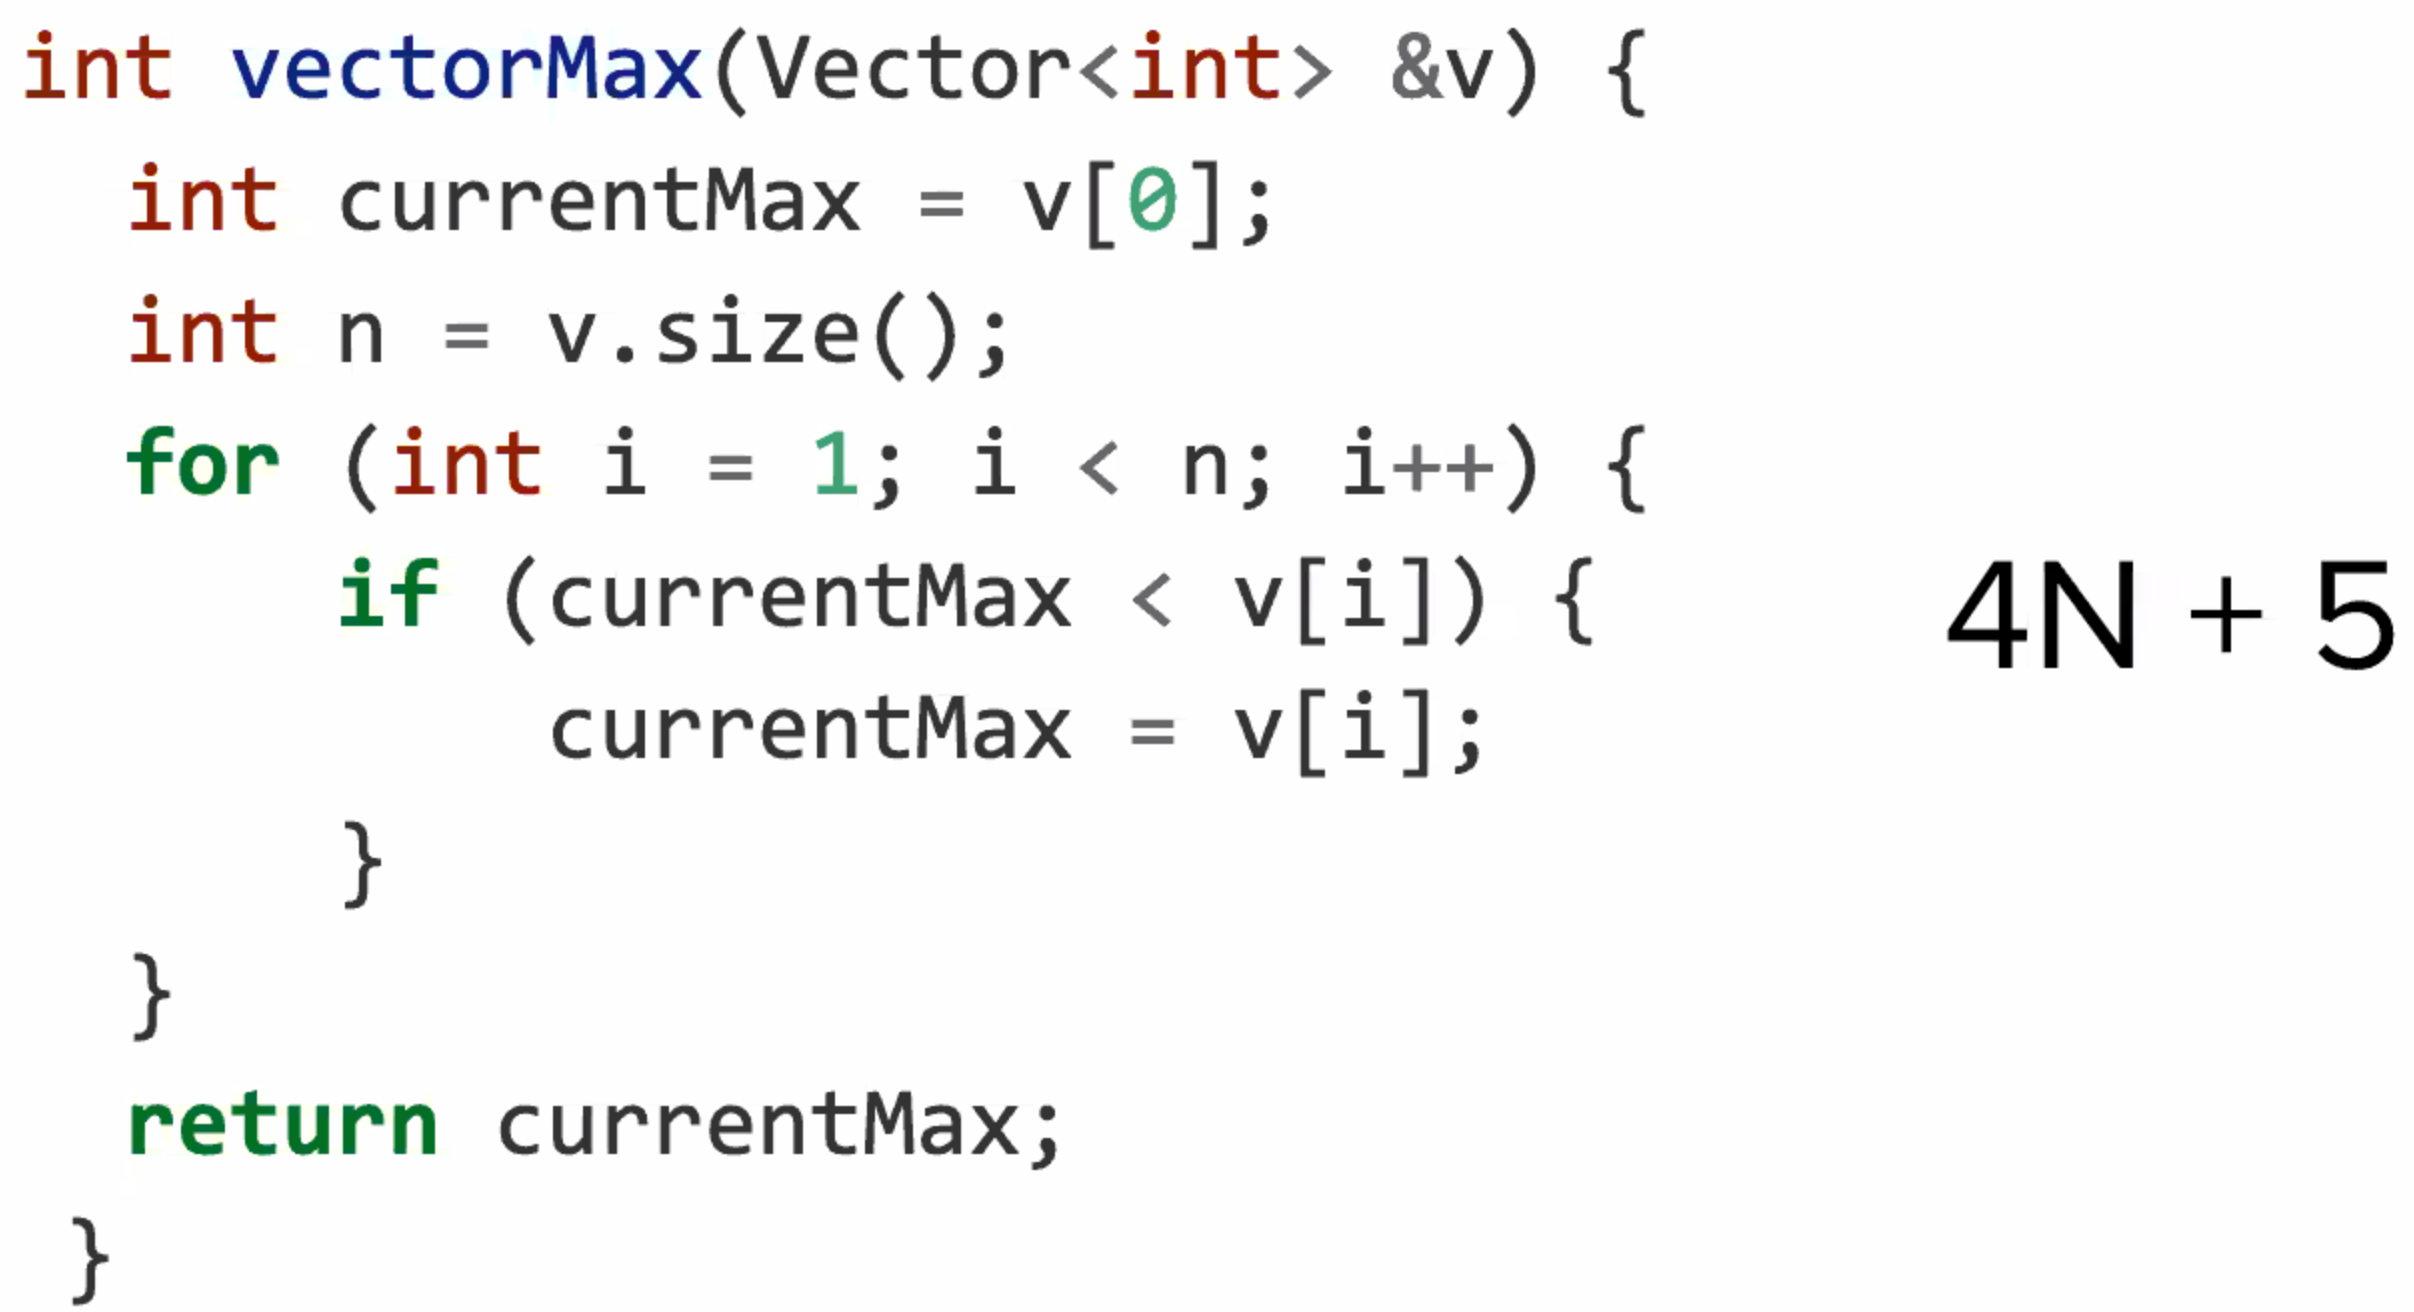 int vectorMax(Vector<int> &v) {
  int currentMax = v[0];
  int n = v.size();
  for (int i = 1; i < n; i++) {
      if (currentMax < v[i]) {
          currentMax = v[i];
      }
  }
  return currentMax;
 }
4N + 5